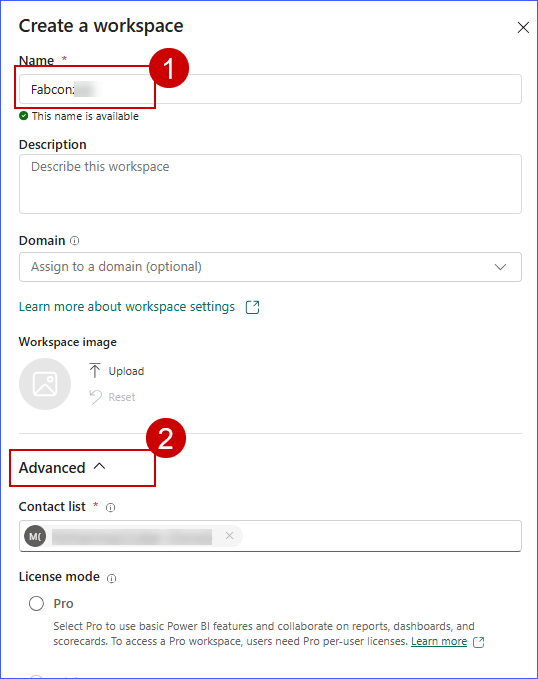 Create a workspace
Name *
1
Fabcon
This name is available
Description
Describe this workspace
Domain
Assign to a domain (optional)
Learn more about workspace settings
Workspace image
Upload
Reset
2
Advanced
Contact list *
M(
License mode
Pro
Select Pro to use basic Power BI features and collaborate on reports, dashboards, and
scorecards. To access a Pro workspace, users need Pro per-user licenses. Learn more